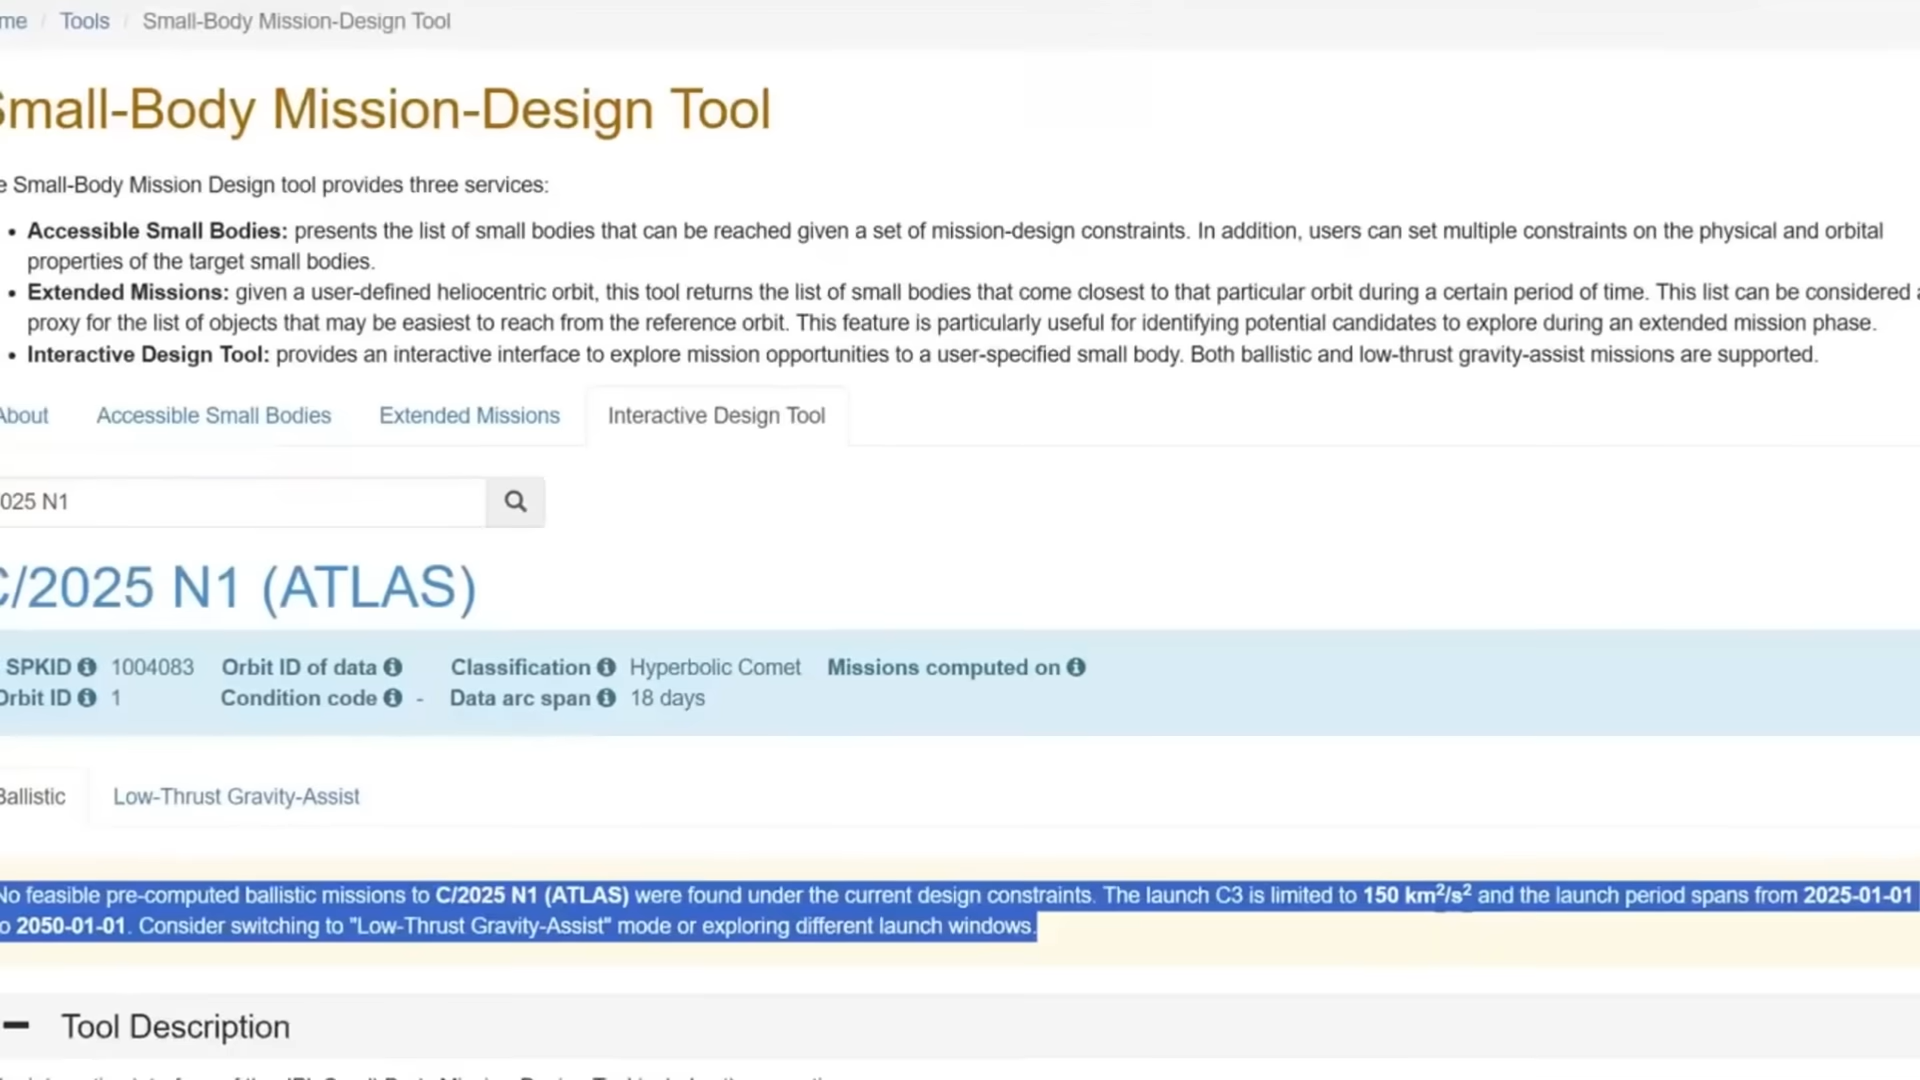 me / Tools / Small-Body Mission-Design Tool
Small-Body Mission-Design Tool
e Small-Body Mission Design tool provides three services:
• Accessible Small Bodies: presents the list of small bodies that can be reached given a set of mission-design constraints. In addition, users can set multiple constraints on the physical and orbital
properties of the target small bodies.
• Extended Missions: given a user-defined heliocentric orbit, this tool returns the list of small bodies that come closest to that particular orbit during a certain period of time. This list can be considered a
proxy for the list of objects that may be easiest to reach from the reference orbit. This feature is particularly useful for identifying potential candidates to explore during an extended mission phase.
• Interactive Design Tool: provides an interactive interface to explore mission opportunities to a user-specified small body. Both ballistic and low-thrust gravity-assist missions are supported.
About Accessible Small Bodies Extended Missions Interactive Design Tool
025 N1
C/2025 N1 (ATLAS)
SPKID 1004083 Orbit ID of data Classification Hyperbolic Comet Missions computed on
Orbit ID 1 Condition code - Data arc span 18 days
Ballistic Low-Thrust Gravity-Assist
No feasible pre-computed ballistic missions to C/2025 N1 (ATLAS) were found under the current design constraints. The launch C3 is limited to 150 km²/s² and the launch period spans from 2025-01-01
o 2050-01-01. Consider switching to "Low-Thrust Gravity-Assist" mode or exploring different launch windows.
Tool Description